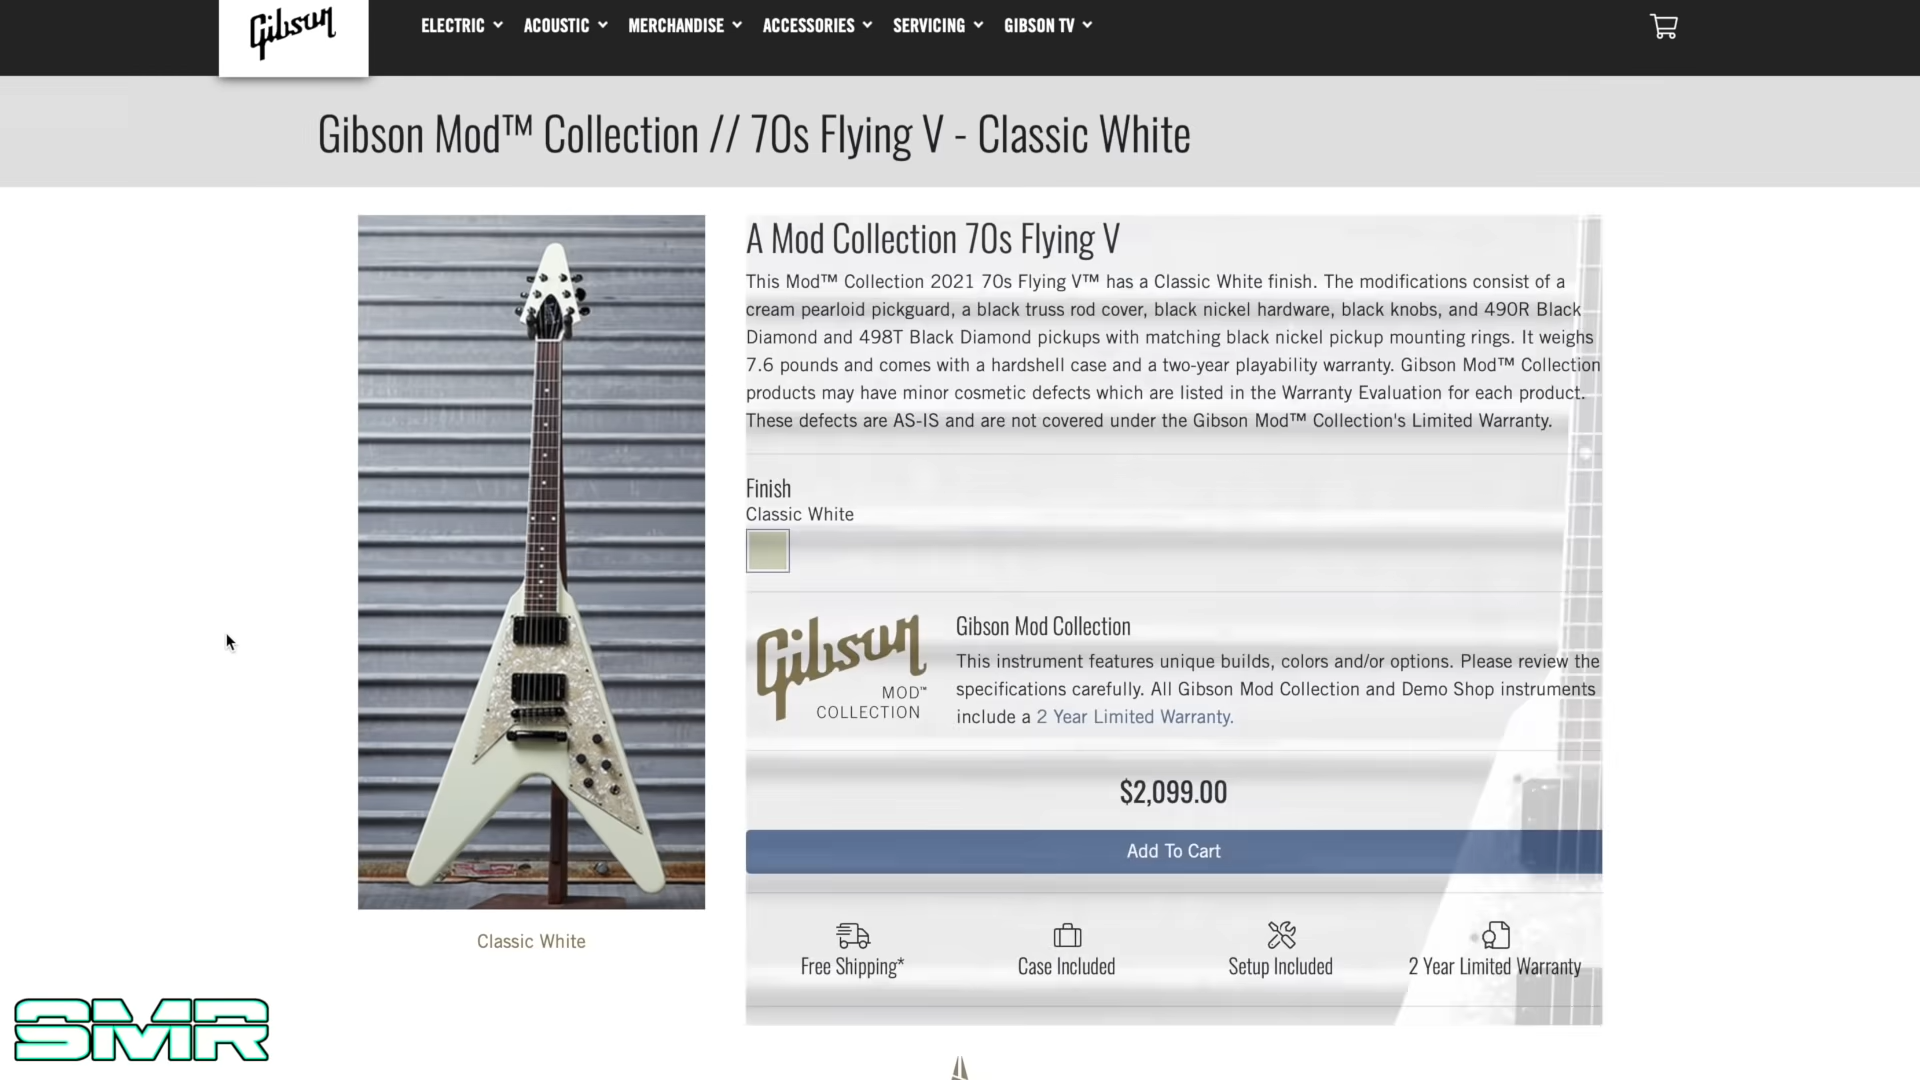 Gibson
ELECTRIC
ACOUSTIC
MERCHANDISE
ACCESSORIES
SERVICING
GIBSON TV
Gibson Mod™ Collection // 70s Flying V - Classic White
A Mod Collection 70s Flying V
This Mod™ Collection 2021 70s Flying V™ has a Classic White finish. The modifications consist of a
cream pearloid pickguard, a black truss rod cover, black nickel hardware, black knobs, and 490R Black
Diamond and 498T Black Diamond pickups with matching black nickel pickup mounting rings. It weighs
7.6 pounds and comes with a hardshell case and a two-year playability warranty. Gibson Mod™ Collection
products may have minor cosmetic defects which are listed in the Warranty Evaluation for each product.
These defects are AS-IS and are not covered under the Gibson Mod™ Collection's Limited Warranty.
Finish
Classic White
Gibson
MOD™
COLLECTION
Gibson Mod Collection
This instrument features unique builds, colors and/or options. Please review the
specifications carefully. All Gibson Mod Collection and Demo Shop instruments
include a 2 Year Limited Warranty.
$2,099.00
Add To Cart
Free Shipping*
Case Included
Setup Included
2 Year Limited Warranty
Classic White
SMR